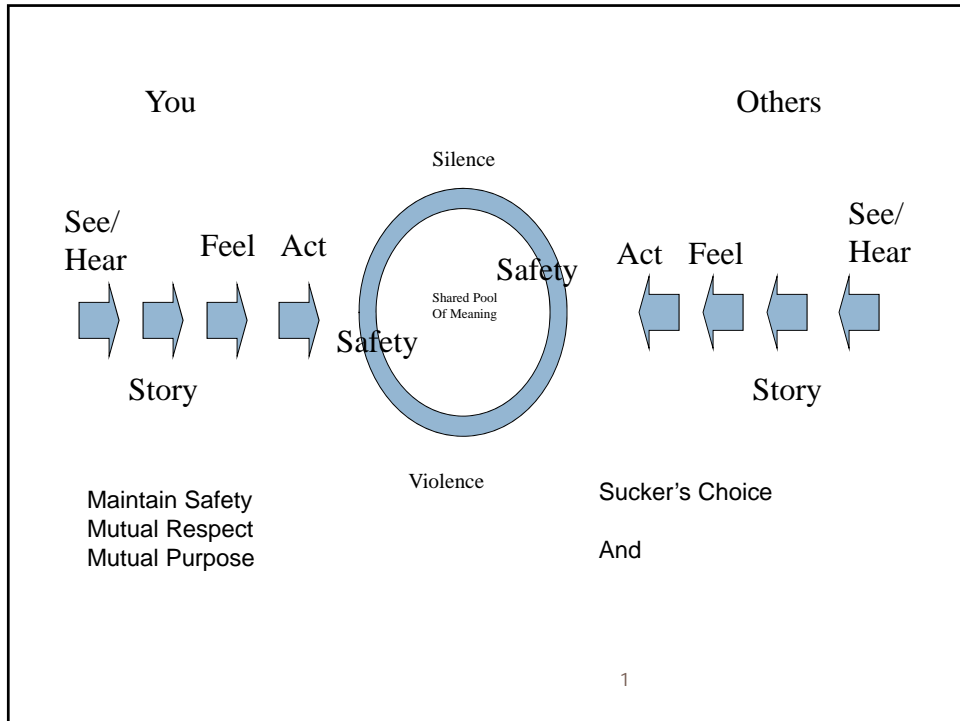 You
Others
Silence
See/
Hear
Feel
Act
Story
Safety
Shared Pool
Of Meaning
Safety
Act
Feel
See/
Hear
Story
Violence
Maintain Safety
Mutual Respect
Mutual Purpose
Sucker's Choice
And
1